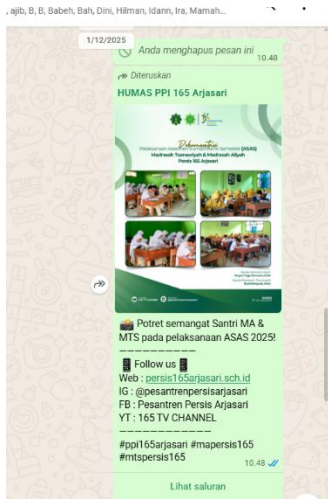 , ajib, B, B, Babeh, Bah, Dini, Hilman, Idann, Ira, Mamah...
1/12/2025
Anda menghapus pesan ini 10.48
Diteruskan
HUMAS PPI 165 Arjasari
Dokumentasi
Madrasah Tsanawiyah & Madrasah Aliyah
Persis 165 Arjasari
📸 Potret semangat Santri MA &
MTS pada pelaksanaan ASAS 2025!
——————————
📱 Follow us 📱
Web : persis165arjasari.sch.id
IG : @pesantrenpersisarjasari
FB : Pesantren Persis Arjasari
YT : 165 TV CHANNEL
————————————
#ppi165arjasari #mapersis165
#mtspersis165
10.48
Lihat saluran